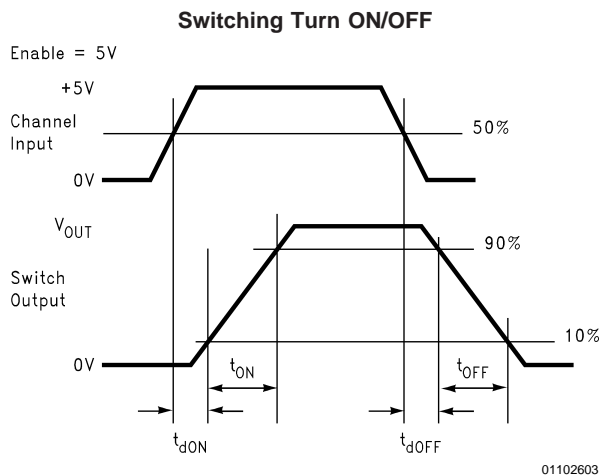 Switching Turn ON/OFF
Enable = 5V
+5V
Channel
Input
50%
0V
VOUT
90%
Switch
Output
10%
0V
tON
tOFF
tdON
tdOFF
01102603